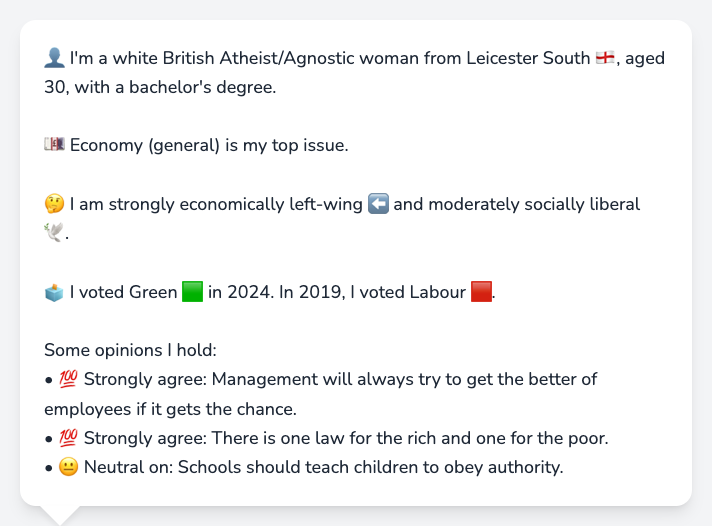 👤 I'm a white British Atheist/Agnostic woman from Leicester South 🏴󠁧󠁢󠁥󠁮󠁧󠁿, aged
30, with a bachelor's degree.
💷 Economy (general) is my top issue.
🤔 I am strongly economically left-wing ⬅️ and moderately socially liberal
🕊️.
🗳️ I voted Green 🟩 in 2024. In 2019, I voted Labour 🟥.
Some opinions I hold:
• 💯 Strongly agree: Management will always try to get the better of
employees if it gets the chance.
• 💯 Strongly agree: There is one law for the rich and one for the poor.
• 😐 Neutral on: Schools should teach children to obey authority.